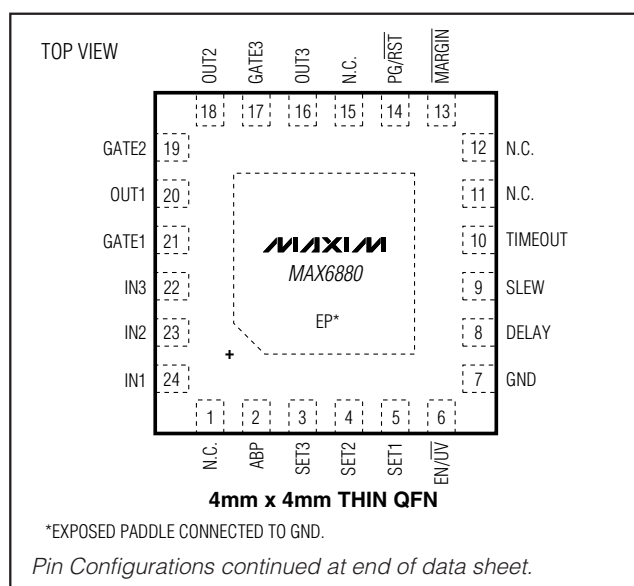 TOP VIEW
OUT2
GATE3
OUT3
N.C.
PG/RST
MARGIN
18
17
16
15
14
13
GATE2 19
12 N.C.
OUT1 20
11 N.C.
GATE1 21
10 TIMEOUT
IN3 22
9 SLEW
IN2 23
8 DELAY
IN1 24
7 GND
MAXIM
MAX6880
EP*
+
1
2
3
4
5
6
N.C.
ABP
SET3
SET2
SET1
EN/UV
4mm x 4mm THIN QFN
*EXPOSED PADDLE CONNECTED TO GND.
Pin Configurations continued at end of data sheet.